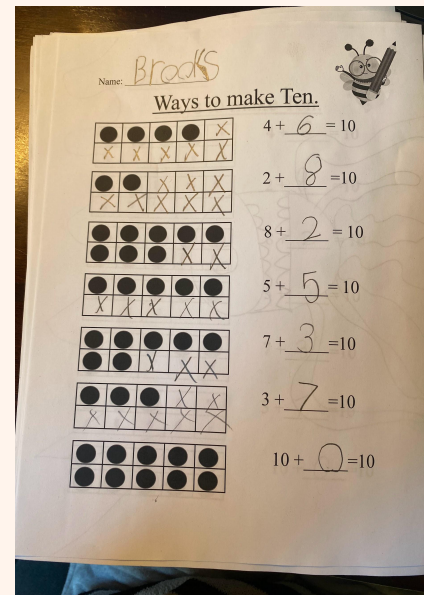 Name: Brooks
Ways to make Ten.
4 + 6 = 10
2 + 8 =10
8 + 2 = 10
5 + 5 = 10
7 + 3 =10
3 + 7 =10
10 + 0 =10